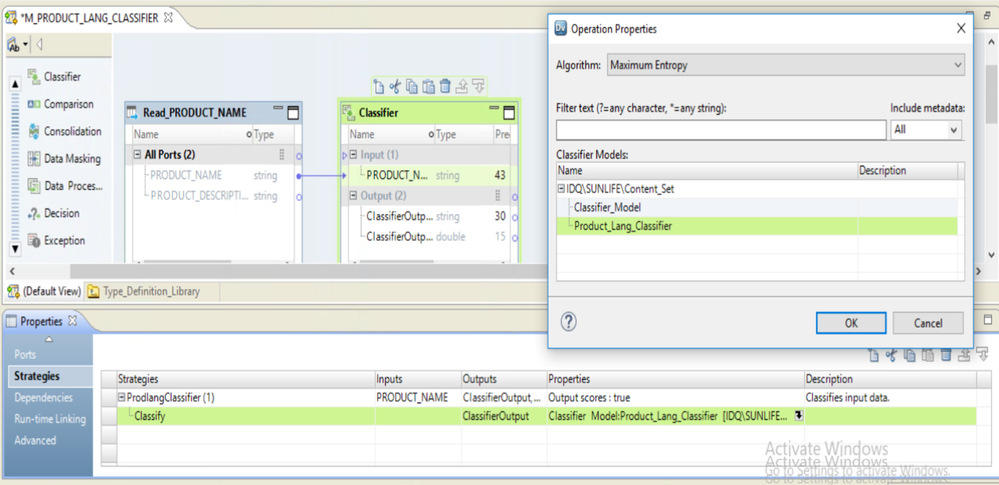 *M_PRODUCT_LANG_CLASSIFIER
Ab
Classifier
Comparison
Consolidation
Data Masking
Data Proces...
Decision
Exception
Read_PRODUCT_NAME
Name Type
All Ports (2)
PRODUCT_NAME string
PRODUCT_DESCRIPTI... string
Classifier
Name Type Pre
Input (1)
PRODUCT_N... string 43
Output (2)
ClassifierOutp... string 30
ClassifierOutp... double 15
(Default View) Type_Definition_Library
Dv Operation Properties
Algorithm: Maximum Entropy
Filter text (?=any character, *=any string): Include metadata:
All
Classifier Models:
Name Description
IDQ\SUNLIFE\Content_Set
Classifier_Model
Product_Lang_Classifier
? OK Cancel
Properties
Ports
Strategies
Dependencies
Run-time Linking
Advanced
Strategies Inputs Outputs Properties Description
ProdlangClassifier (1) PRODUCT_NAME ClassifierOutput,... Output scores : true Classifies input data.
Classify ClassifierOutput Classifier Model:Product_Lang_Classifier [IDQ\SUNLIFE...
Activate Windows
Activate Windows
Go to Settings to activate Windows.
Go to Settings to activate Windows.